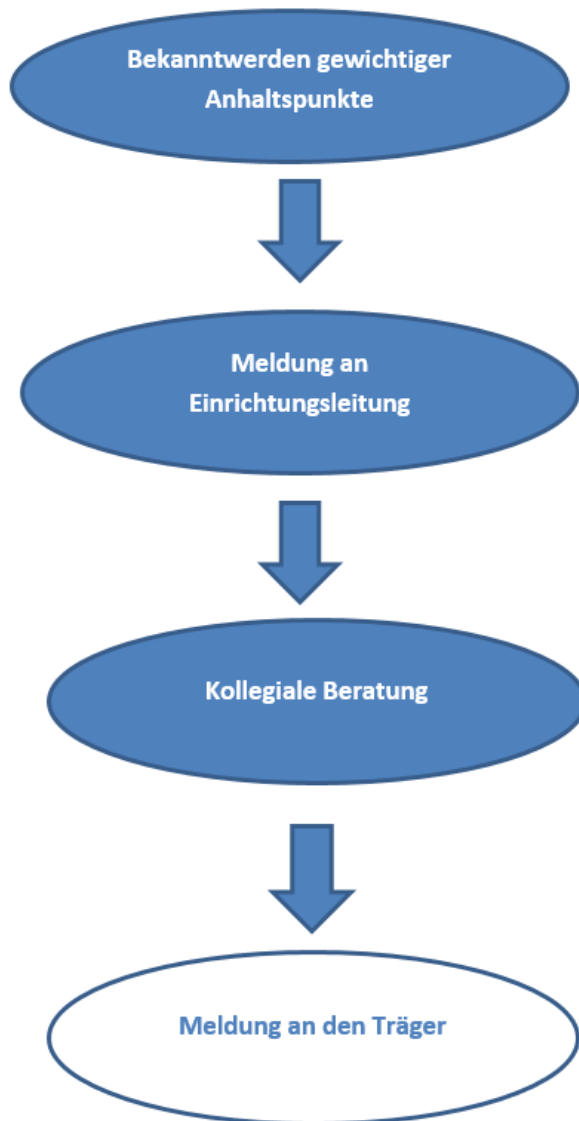 Bekanntwerden gewichtiger
Anhaltspunkte
Meldung an
Einrichtungsleitung
Kollegiale Beratung
Meldung an den Träger